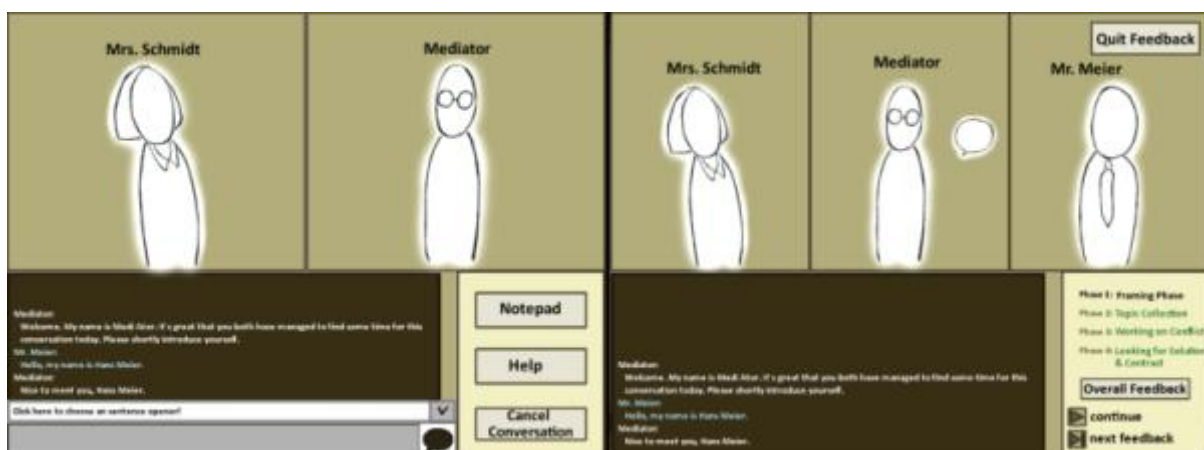 Mrs. Schmidt
Mediator
Mediator:
Welcome. My name is Medi Ator. It's great that you both have managed to find some time for this
conversation today. Please shortly introduce yourself.
Mr. Meier:
Hello, my name is Hans Meier.
Mediator:
Nice to meet you, Hans Meier.
Click here to choose an sentence opener!
V
Notepad
Help
Cancel
Conversation
Mrs. Schmidt
Mediator
Mr. Meier
Quit Feedback
Mediator:
Welcome. My name is Medi Ator. It's great that you both have managed to find some time for this
conversation today. Please shortly introduce yourself.
Mr. Meier:
Hello, my name is Hans Meier.
Mediator:
Nice to meet you, Hans Meier.
Phase 1: Framing Phase
Phase 2: Topic Collection
Phase 3: Working on Conflict
Phase 4: Looking for Solution
& Contract
Overall Feedback
continue
next feedback